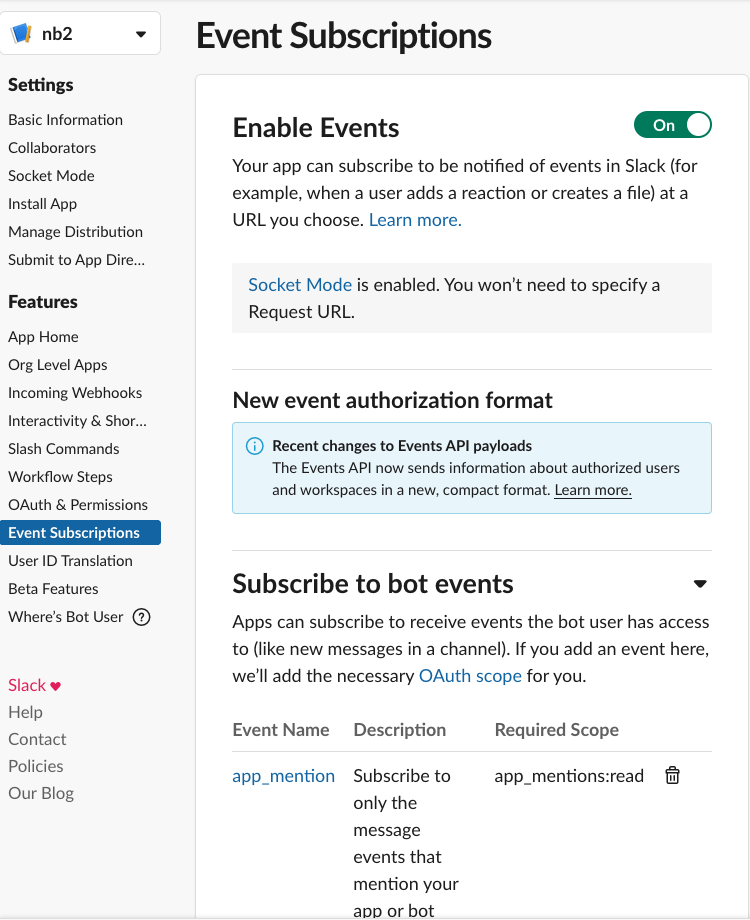 nb2
Settings
Basic Information
Collaborators
Socket Mode
Install App
Manage Distribution
Submit to App Dire...
Features
App Home
Org Level Apps
Incoming Webhooks
Interactivity & Shor...
Slash Commands
Workflow Steps
OAuth & Permissions
Event Subscriptions
User ID Translation
Beta Features
Where's Bot User ?
Slack ♥
Help
Contact
Policies
Our Blog
Event Subscriptions
Enable Events
On
Your app can subscribe to be notified of events in Slack (for
example, when a user adds a reaction or creates a file) at a
URL you choose. Learn more.
Socket Mode is enabled. You won't need to specify a
Request URL.
New event authorization format
Recent changes to Events API payloads
The Events API now sends information about authorized users
and workspaces in a new, compact format. Learn more.
Subscribe to bot events
Apps can subscribe to receive events the bot user has access
to (like new messages in a channel). If you add an event here,
we'll add the necessary OAuth scope for you.
Event Name Description Required Scope
app_mention Subscribe to app_mentions:read
only the
message
events that
mention your
app or bot